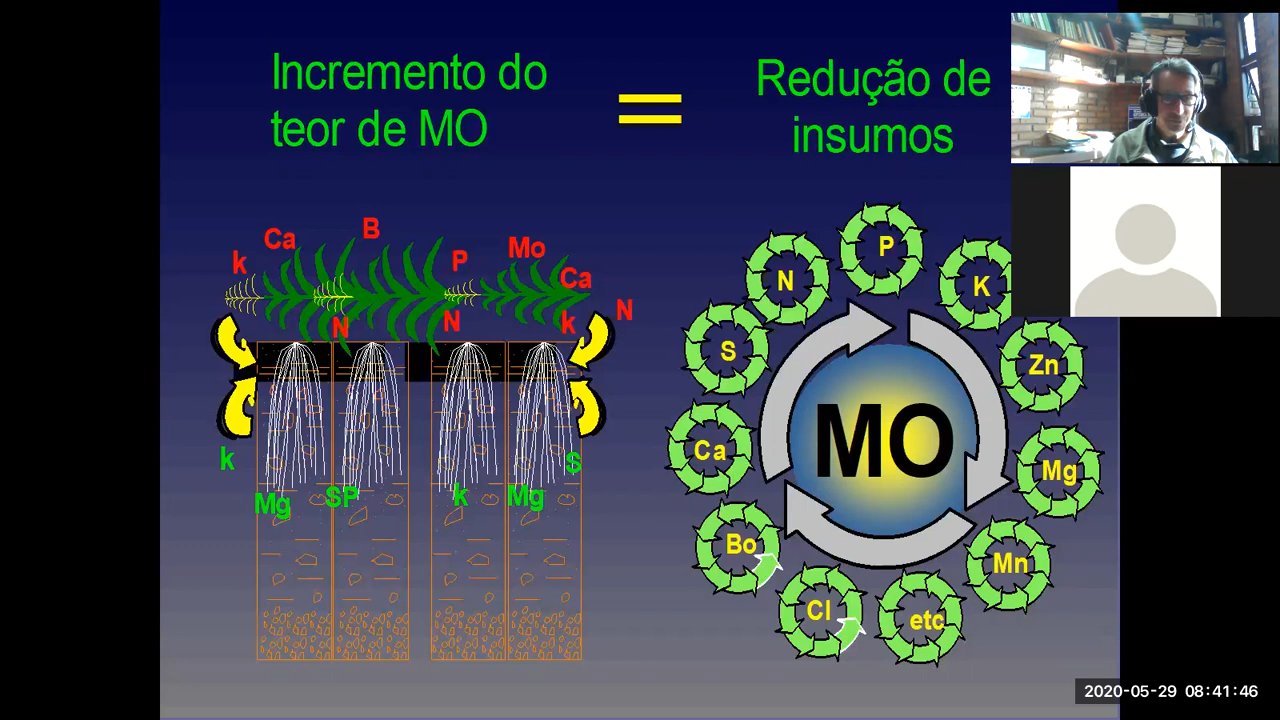 Incremento do
teor de MO
=
Redução de
insumos
Ca
B
k
P
Mo
Ca
N
N
k
N
k
Mg
SP
k
Mg
S
P
N
K
S
Zn
MO
Ca
Mg
Bo
Mn
Cl
etc
2020-05-29 08:41:46